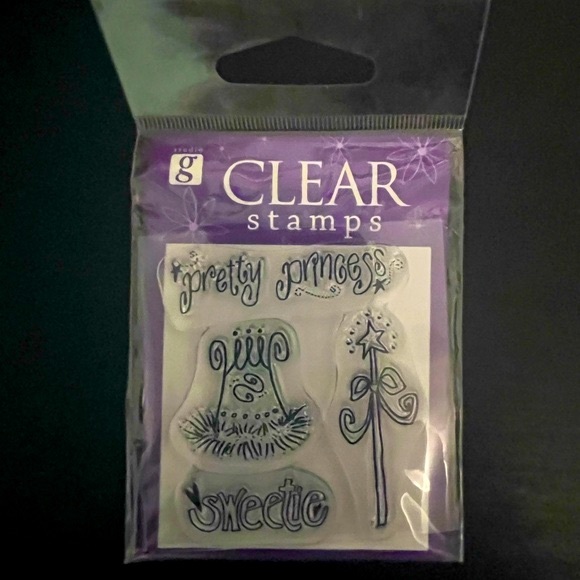 studio
g
CLEAR
stamps
pretty princess
sweetie